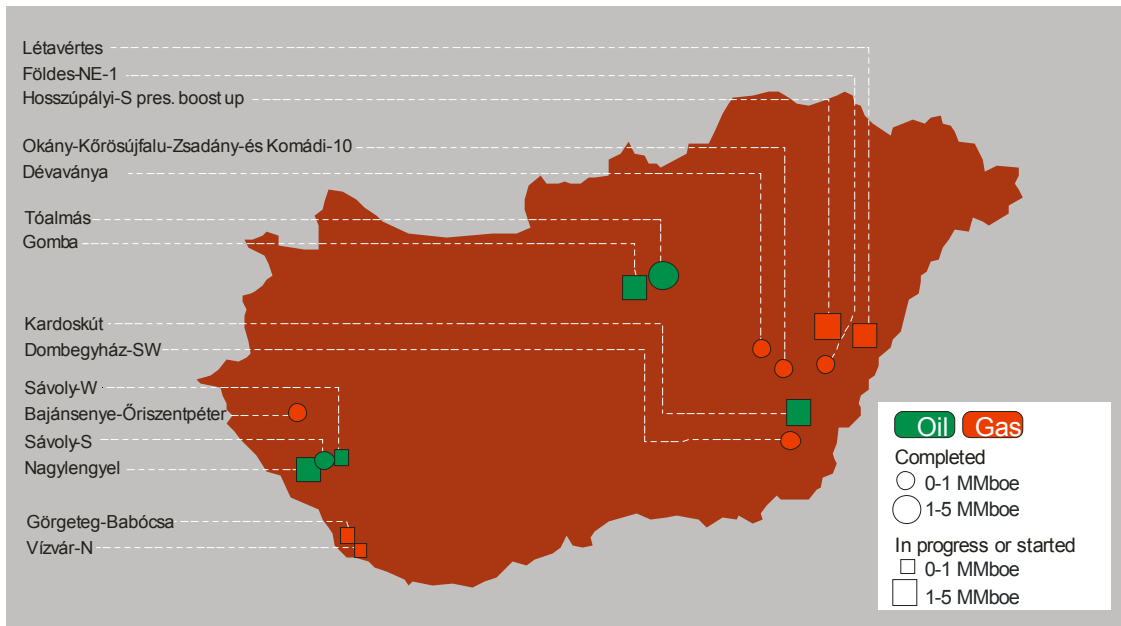 Létavértes
Földes-NE-1
Hosszúpályi-S pres. boost up
Okány-Kőrösújfalu-Zsadány-és Komádi-10
Dévaványa
Tóalmás
Gomba
Kardoskút
Dombegyház-SW
Sávoly-W
Bajánsenye-Őriszentpéter
Sávoly-S
Nagylengyel
Görgeteg-Babócsa
Vízvár-N
Oil Gas
Completed
0-1 MMboe
1-5 MMboe
In progress or started
0-1 MMboe
1-5 MMboe